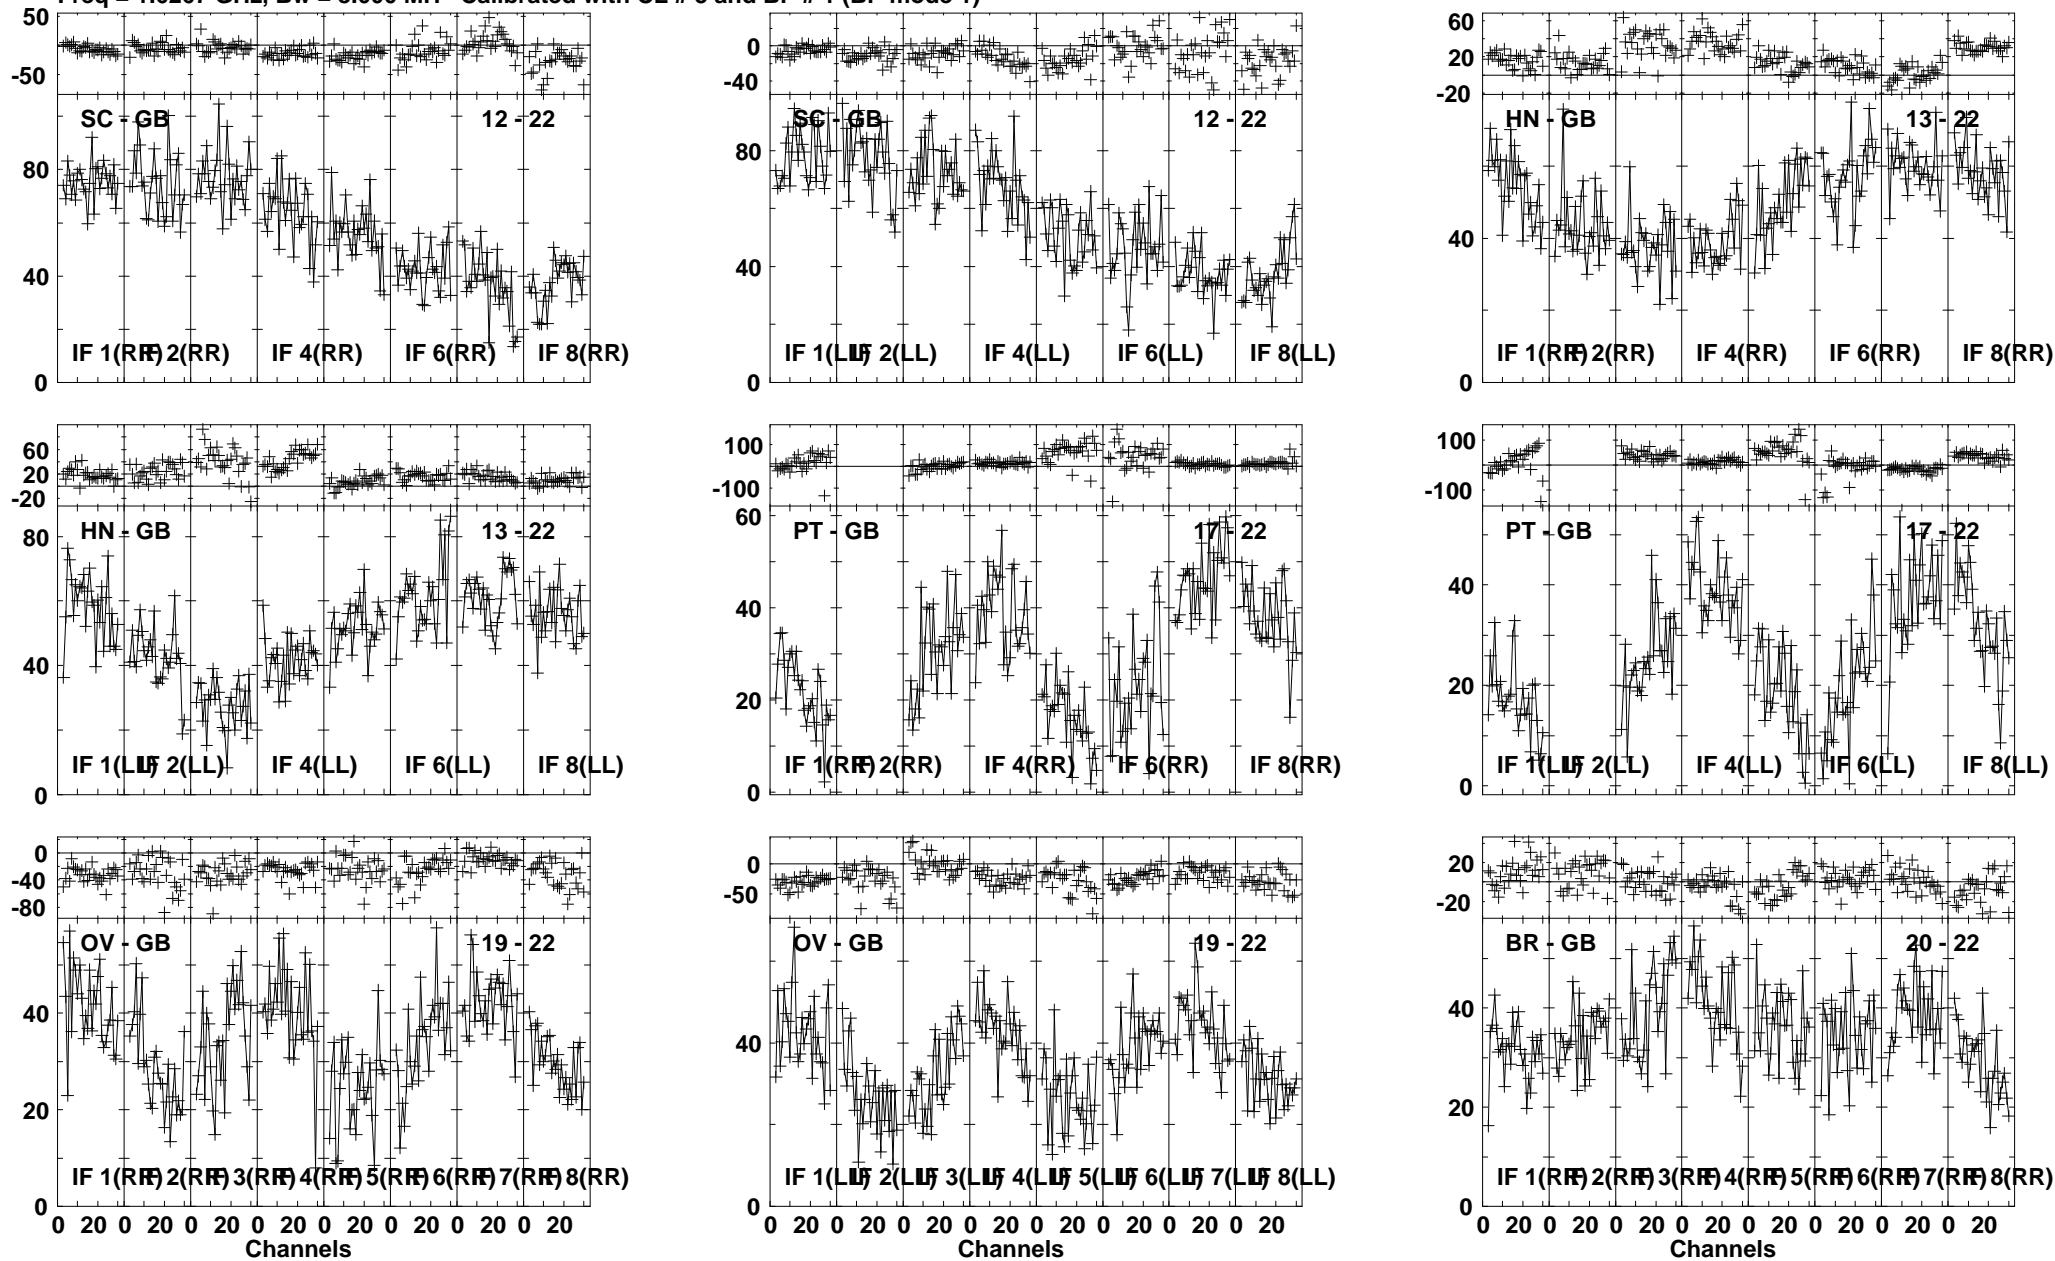 50
-50
SC - GB 12 - 22
80
40
0
IF 1(RR) IF 2(RR) IF 4(RR) IF 6(RR) IF 8(RR)
0
-40
SC - GB 12 - 22
80
40
0
IF 1(LL) IF 2(LL) IF 4(LL) IF 6(LL) IF 8(LL)
60
20
-20
HN - GB 13 - 22
40
0
IF 1(RR) IF 2(RR) IF 4(RR) IF 6(RR) IF 8(RR)
60
20
-20
HN - GB 13 - 22
80
40
0
IF 1(LL) IF 2(LL) IF 4(LL) IF 6(LL) IF 8(LL)
100
-100
PT - GB 17 - 22
60
40
20
0
IF 1(RR) IF 2(RR) IF 4(RR) IF 6(RR) IF 8(RR)
100
-100
PT - GB 17 - 22
40
20
0
IF 1(LL) IF 2(LL) IF 4(LL) IF 6(LL) IF 8(LL)
0
-40
-80
OV - GB 19 - 22
40
20
0
IF 1(RR) IF 2(RR) IF 3(RR) IF 4(RR) IF 5(RR) IF 6(RR) IF 7(RR) IF 8(RR)
0 20 0 20 0 20 0 20 0 20 0 20 0 20 0 20
Channels
0
-50
OV - GB 19 - 22
40
0
IF 1(LL) IF 2(LL) IF 3(LL) IF 4(LL) IF 5(LL) IF 6(LL) IF 7(LL) IF 8(LL)
0 20 0 20 0 20 0 20 0 20 0 20 0 20 0 20
Channels
20
-20
BR - GB 20 - 22
40
20
0
IF 1(RR) IF 2(RR) IF 3(RR) IF 4(RR) IF 5(RR) IF 6(RR) IF 7(RR) IF 8(RR)
0 20 0 20 0 20 0 20 0 20 0 20 0 20 0 20
Channels